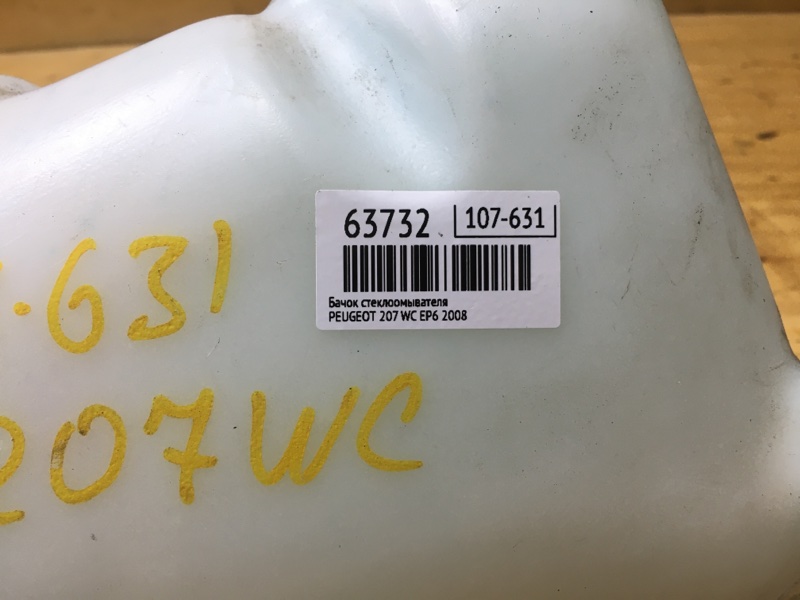 63732 107-631
Бачок стеклоомывателя
PEUGEOT 207 WC EP6 2008
-631
207WC